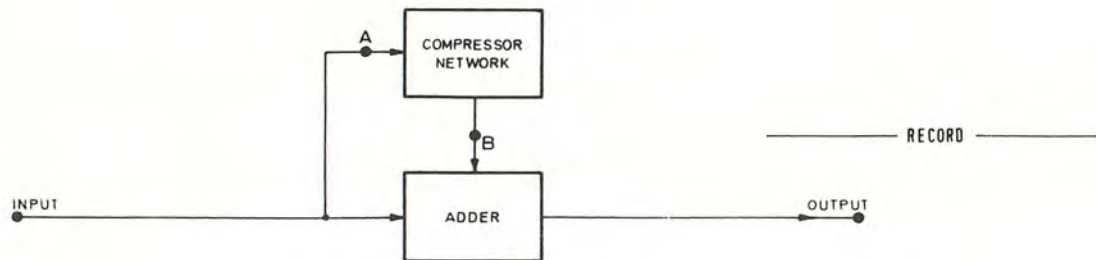 A
COMPRESSOR
NETWORK
B
RECORD
INPUT
ADDER
OUTPUT